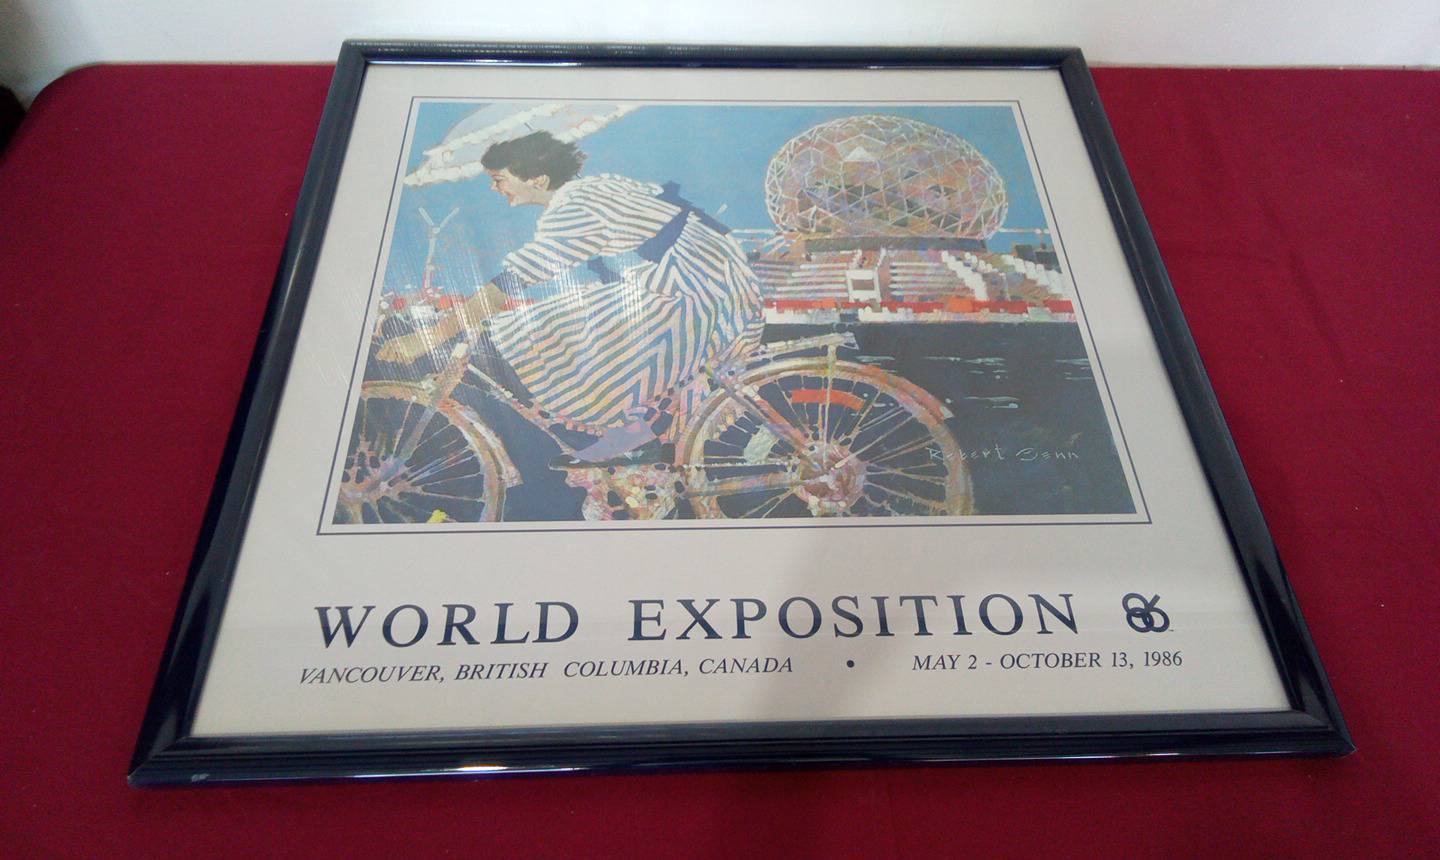 Robert Genn
WORLD EXPOSITION 86
VANCOUVER, BRITISH COLUMBIA, CANADA • MAY 2 - OCTOBER 13, 1986